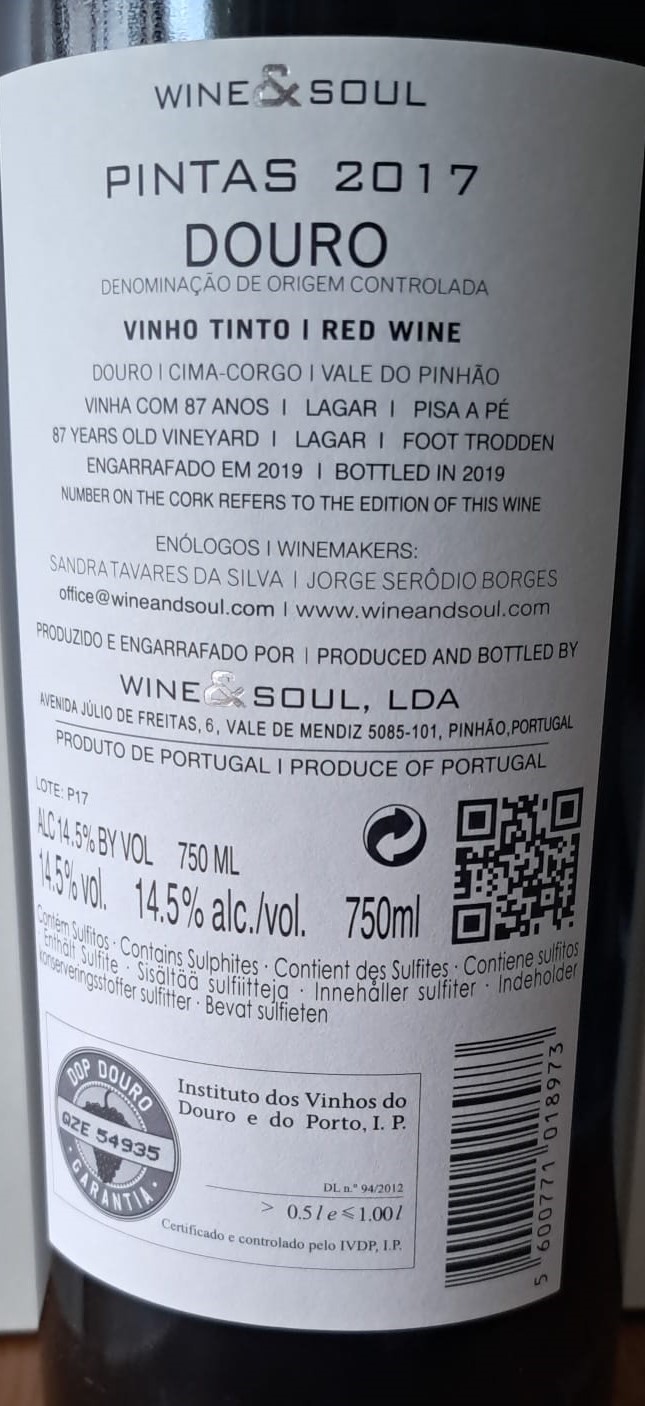 WINE & SOUL
PINTAS 2017
DOURO
DENOMINAÇÃO DE ORIGEM CONTROLADA
VINHO TINTO I RED WINE
DOURO I CIMA-CORGO I VALE DO PINHÃO
VINHA COM 87 ANOS I LAGAR I PISA A PÉ
87 YEARS OLD VINEYARD I LAGAR I FOOT TRODDEN
ENGARRAFADO EM 2019 I BOTTLED IN 2019
NUMBER ON THE CORK REFERS TO THE EDITION OF THIS WINE
ENÓLOGOS I WINEMAKERS:
SANDRA TAVARES DA SILVA I JORGE SERÔDIO BORGES
office@wineandsoul.com I www.wineandsoul.com
PRODUZIDO E ENGARRAFADO POR I PRODUCED AND BOTTLED BY
WINE & SOUL, LDA
AVENIDA JÚLIO DE FREITAS, 6, VALE DE MENDIZ 5085-101, PINHÃO, PORTUGAL
PRODUTO DE PORTUGAL I PRODUCE OF PORTUGAL
LOTE: P17
ALC 14.5% BY VOL 750 ML
14.5% vol. 14.5% alc./vol. 750ml
Contém Sulfitos · Contains Sulphites · Contient des Sulfites · Contiene sulfitos
Enthält Sulfite · Sisältää sulfiitteja · Innehåller sulfiter · Indeholder
konserveringsstoffer sulfitter · Bevat sulfieten
DOP DOURO
QZE 54935
· GARANTIA ·
Instituto dos Vinhos do
Douro e do Porto, I. P.
DL n.º 94/2012
> 0.5 l e ⩽ 1.00 l
Certificado e controlado pelo IVDP, I.P.
5 600771 018973